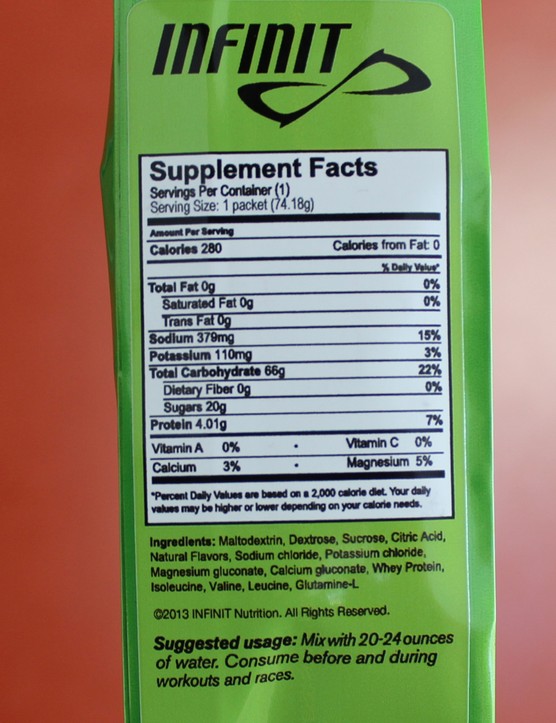 INFINIT
Supplement Facts
Servings Per Container (1)
Serving Size: 1 packet (74.18g)
Amount Per Serving
Calories 280 Calories from Fat: 0
% Daily Value*
Total Fat 0g 0%
Saturated Fat 0g 0%
Trans Fat 0g
Sodium 379mg 15%
Potassium 110mg 3%
Total Carbohydrate 66g 22%
Dietary Fiber 0g 0%
Sugars 20g
Protein 4.01g 7%
Vitamin A 0% • Vitamin C 0%
Calcium 3% • Magnesium 5%
*Percent Daily Values are based on a 2,000 calorie diet. Your daily
values may be higher or lower depending on your calorie needs.
Ingredients: Maltodextrin, Dextrose, Sucrose, Citric Acid,
Natural Flavors, Sodium chloride, Potassium chloride,
Magnesium gluconate, Calcium gluconate, Whey Protein,
Isoleucine, Valine, Leucine, Glutamine-L
©2013 INFINIT Nutrition. All Rights Reserved.
Suggested usage: Mix with 20-24 ounces
of water. Consume before and during
workouts and races.